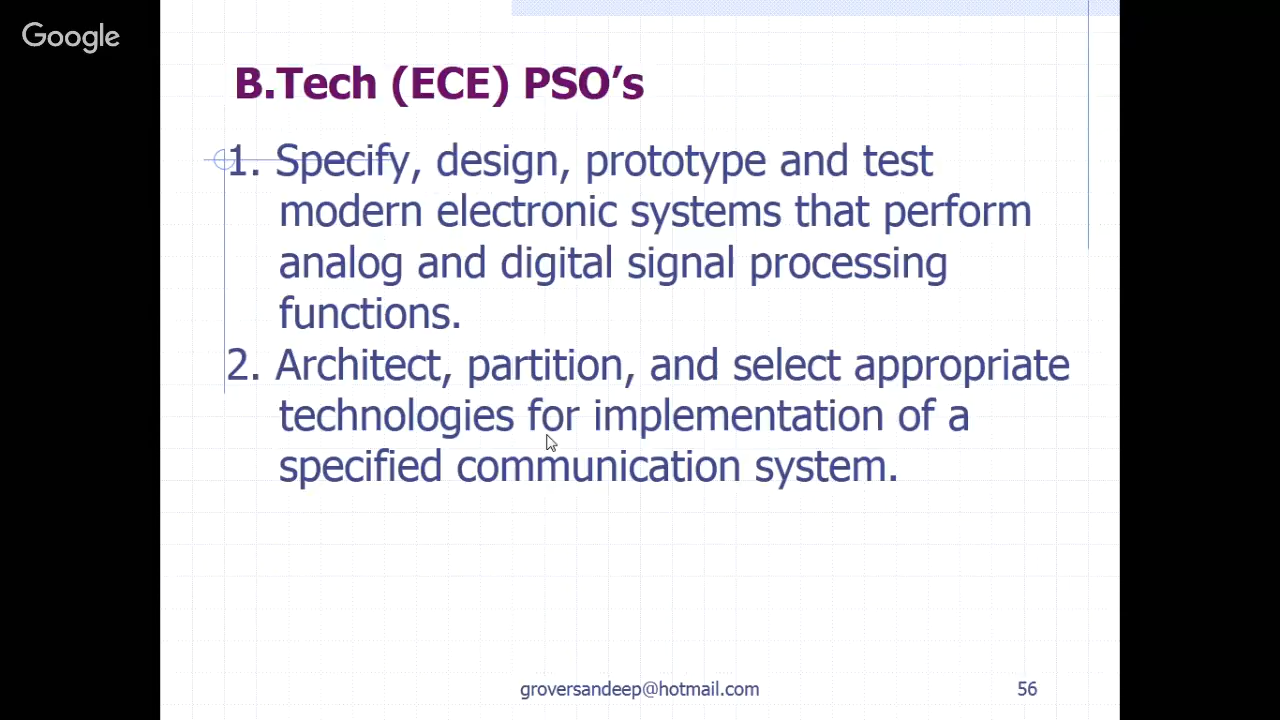 Google
B.Tech (ECE) PSO’s
1. Specify, design, prototype and test
modern electronic systems that perform
analog and digital signal processing
functions.
2. Architect, partition, and select appropriate
technologies for implementation of a
specified communication system.
groversandeep@hotmail.com
56